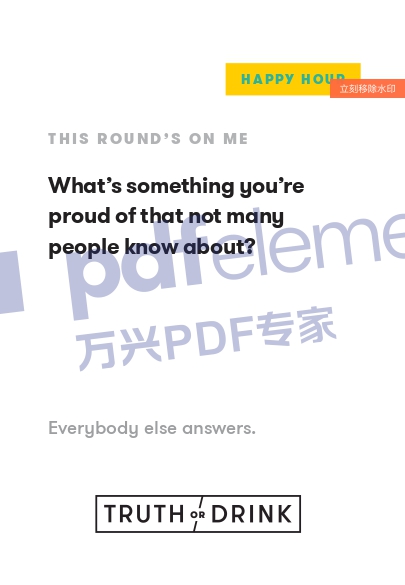 HAPPY HOUR
立刻移除水印
THIS ROUND'S ON ME
What's something you're
proud of that not many
people know about?
pdfeleme
万兴PDF专家
Everybody else answers.
TRUTH OR DRINK